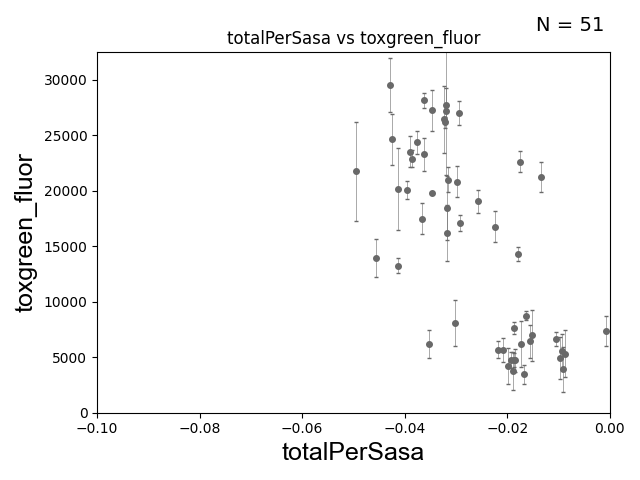 N = 51
totalPerSasa vs toxgreen_fluor
toxgreen_fluor
30000
25000
20000
15000
10000
5000
0
−0.10 −0.08 −0.06 −0.04 −0.02 0.00
totalPerSasa